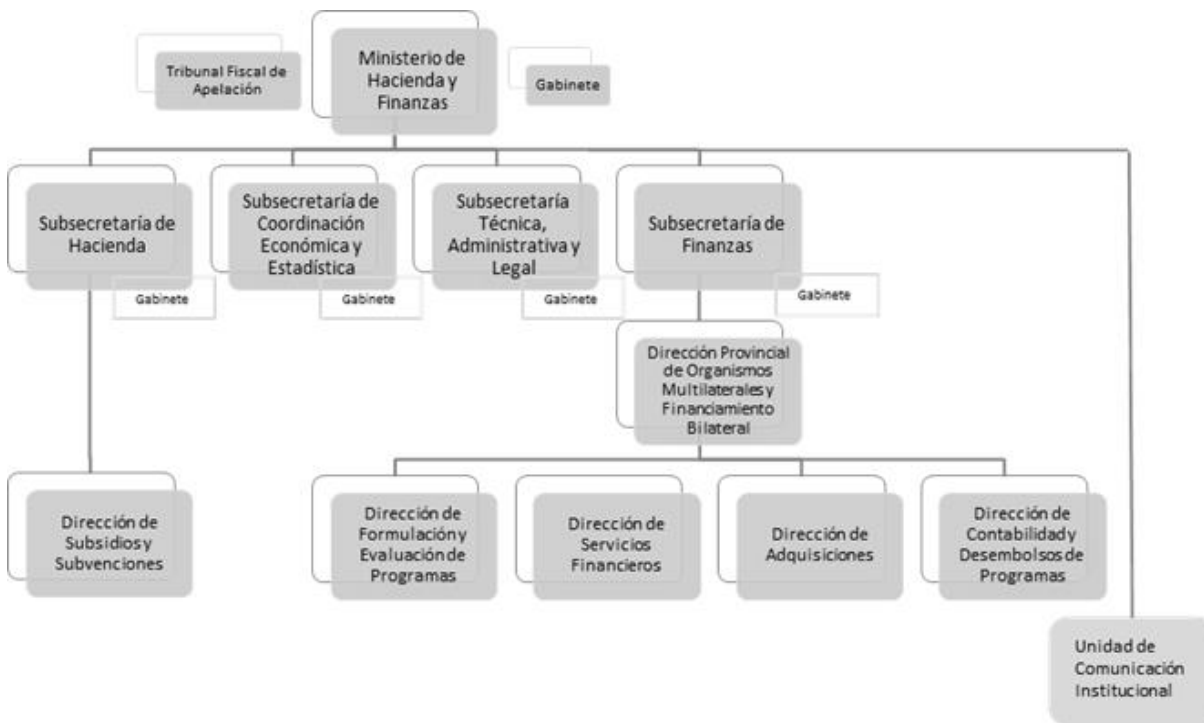 Ministerio de
Hacienda y
Finanzas
Tribunal Fiscal de
Apelación
Gabinete
Subsecretaría de
Hacienda
Subsecretaría de
Coordinación
Económica y
Estadística
Subsecretaría
Técnica,
Administrativa y
Legal
Subsecretaría de
Finanzas
Gabinete
Gabinete
Gabinete
Gabinete
Dirección Provincial
de Organismos
Multilaterales y
Financiamiento
Bilateral
Dirección de
Subsidios y
Subvenciones
Dirección de
Formulación y
Evaluación de
Programas
Dirección de
Servicios
Financieros
Dirección de
Adquisiciones
Dirección de
Contabilidad y
Desembolsos de
Programas
Unidad de
Comunicación
Institucional